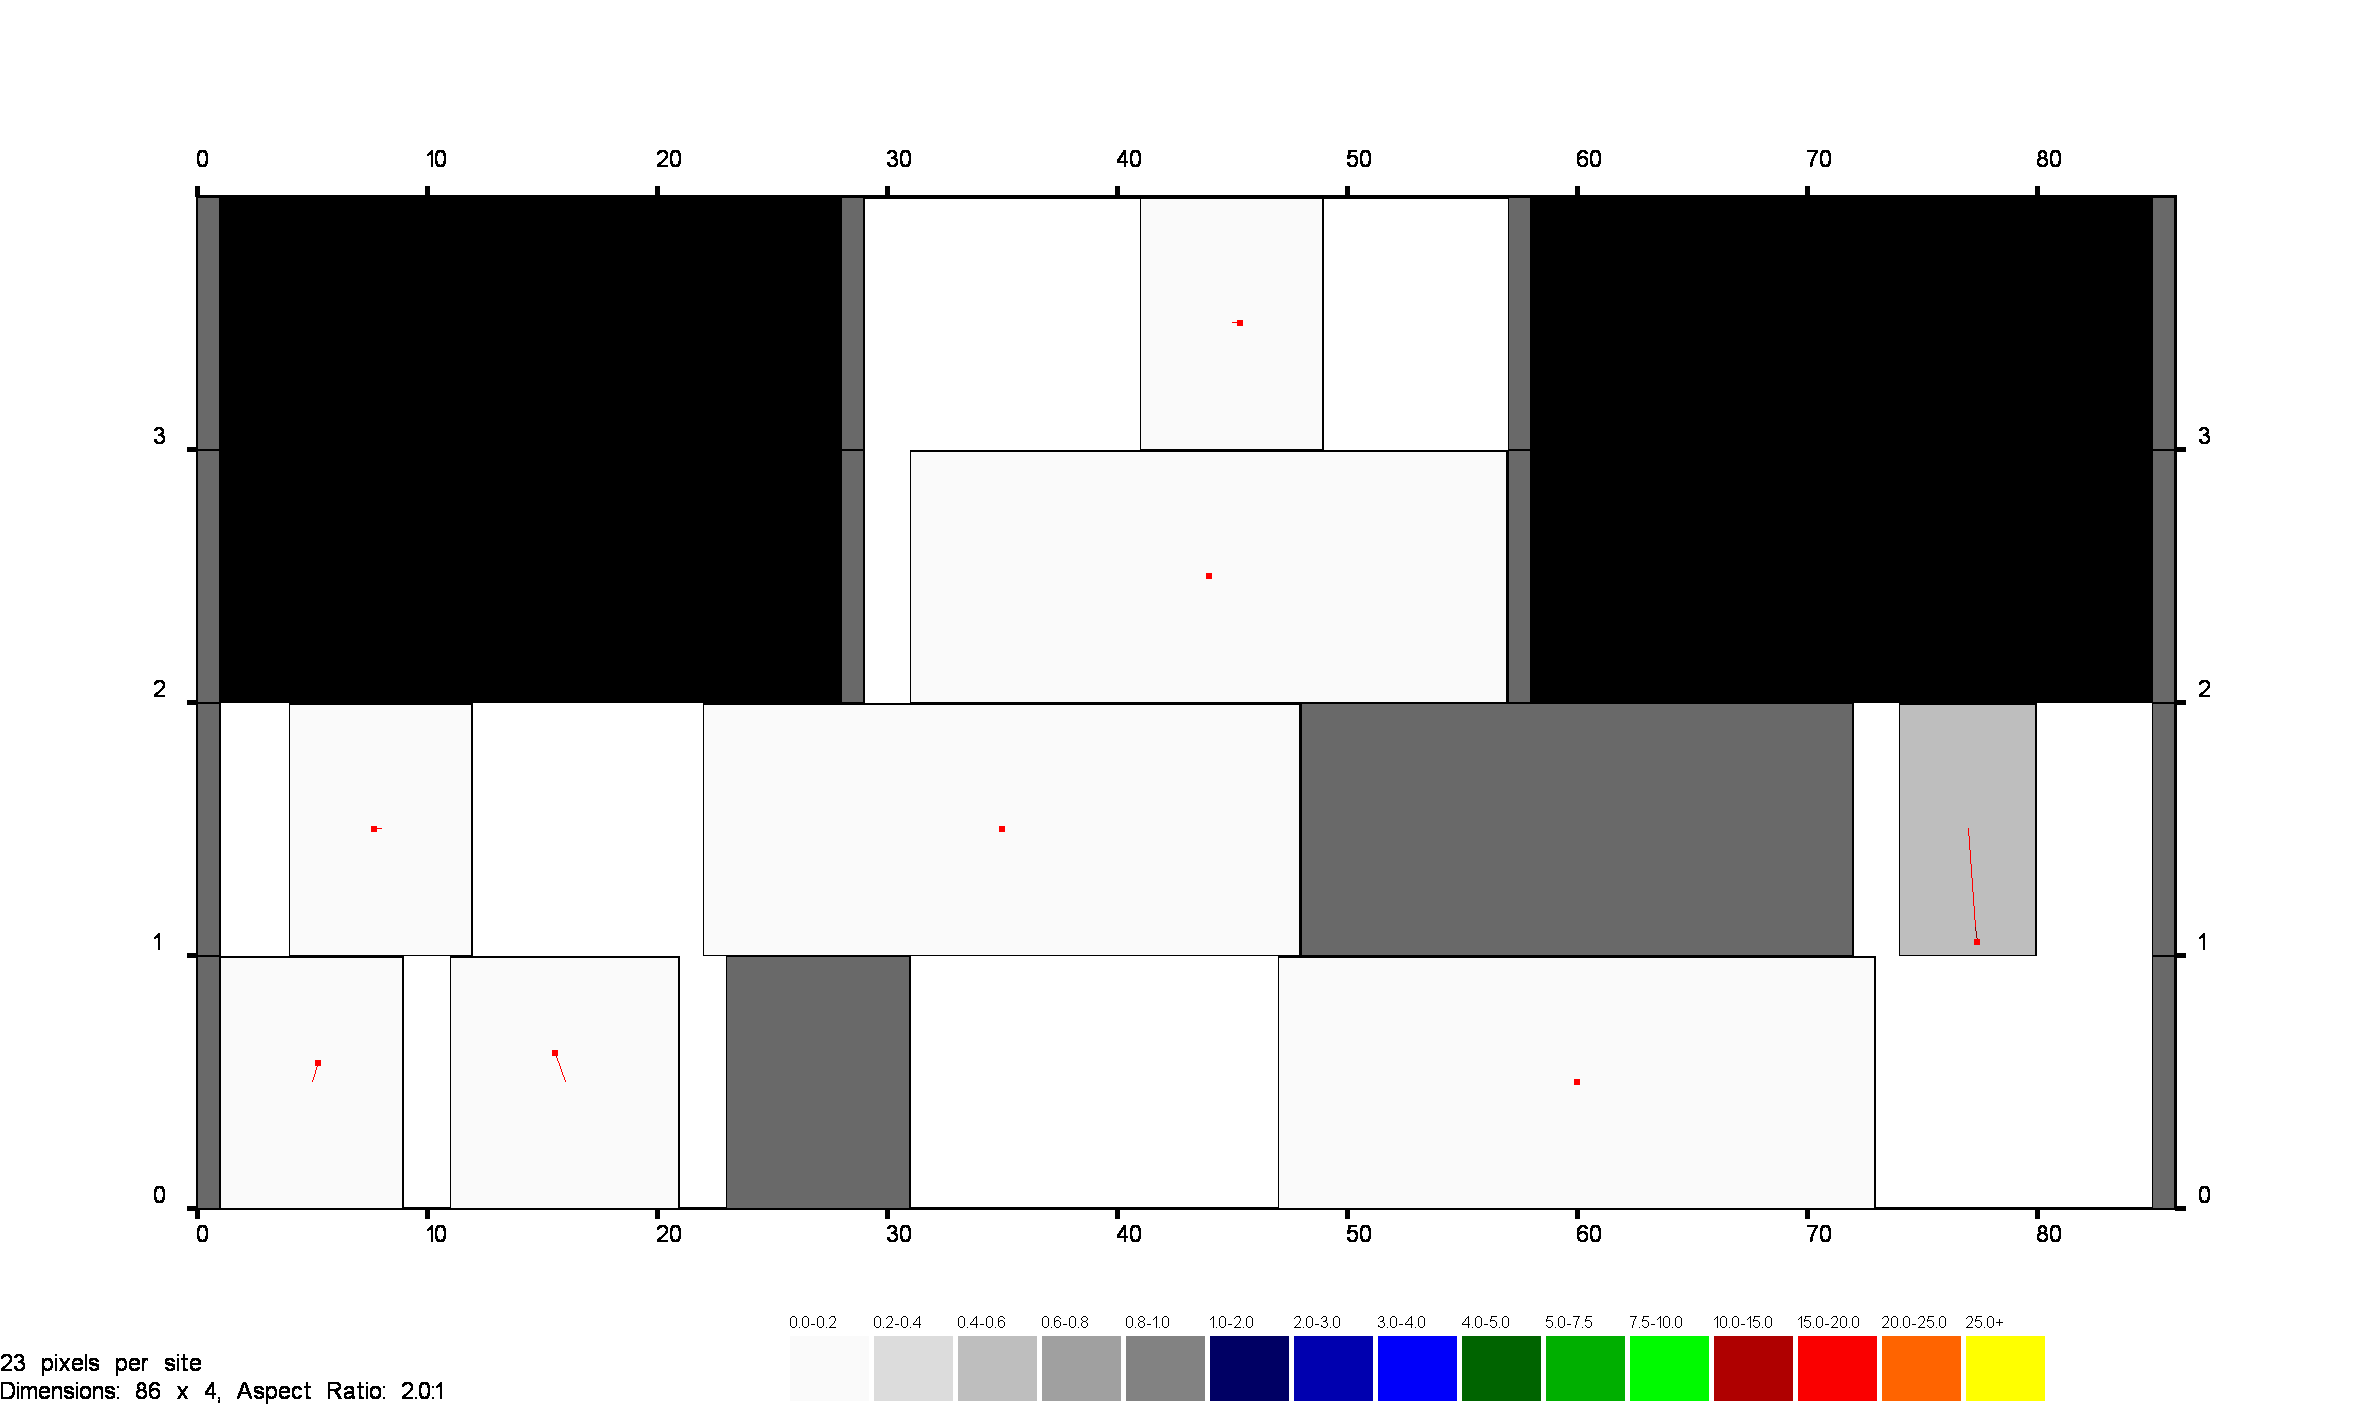 0 10 20 30 40 50 60 70 80
3 3
2 2
1 1
0 0
0 10 20 30 40 50 60 70 80
0.0-0.2 0.2-0.4 0.4-0.6 0.6-0.8 0.8-1.0 1.0-2.0 2.0-3.0 3.0-4.0 4.0-5.0 5.0-7.5 7.5-10.0 10.0-15.0 15.0-20.0 20.0-25.0 25.0+
23 pixels per site
Dimensions: 86 x 4, Aspect Ratio: 2.0:1